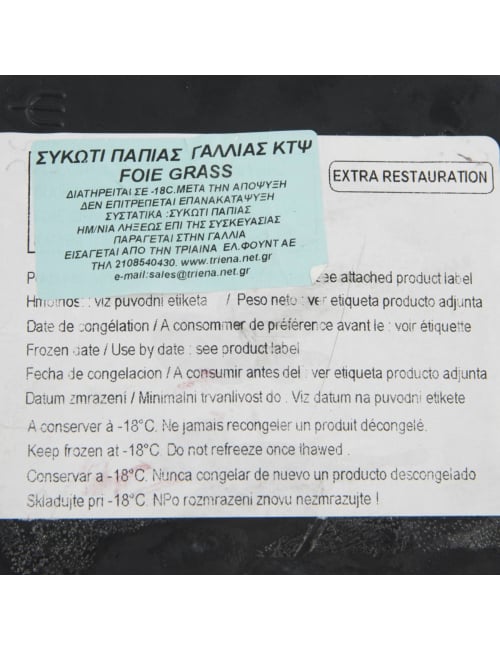 ΣΥΚΩΤΙ ΠΑΠΙΑΣ ΓΑΛΛΙΑΣ ΚΤΨ
FOIE GRASS
ΔΙΑΤΗΡΕΙΤΑΙ ΣΕ -18C.ΜΕΤΑ ΤΗΝ ΑΠΟΨΥΞΗ
ΔΕΝ ΕΠΙΤΡΕΠΕΤΑΙ ΕΠΑΝΑΚΑΤΑΨΥΞΗ
ΣΥΣΤΑΤΙΚΑ :ΣΥΚΩΤΙ ΠΑΠΙΑΣ
ΗΜ/ΝΙΑ ΛΗΞΕΩΣ ΕΠΙ ΤΗΣ ΣΥΣΚΕΥΑΣΙΑΣ
ΠΑΡΑΓΕΤΑΙ ΣΤΗΝ ΓΑΛΛΙΑ
ΕΙΣΑΓΕΤΑΙ ΑΠΟ ΤΗΝ ΤΡΙΑΙΝΑ ΕΛ.ΦΟΥΝΤ ΑΕ
ΤΗΛ 2108540430. www.triena.net.gr
e-mail:sales@triena.net.gr
EXTRA RESTAURATION
see attached product label
Hmotnost : viz puvodni etiketa / Peso neto : ver etiqueta producto adjunta
Date de congélation / A consommer de préférence avant le : voir étiquette
Frozen date / Use by date : see product label
Fecha de congelacion / A consumir antes del : ver etiqueta producto adjunta
Datum zmrazení / Minimalni trvanlivost do : Viz datum na puvodni etikete
A conserver à -18°C. Ne jamais recongeler un produit décongelé.
Keep frozen at -18°C. Do not refreeze once thawed .
Conservar a -18°C. Nunca congelar de nuevo un producto descongelado
Skladujte pri -18°C. NPo rozmrazeni znovu nezmrazujte !